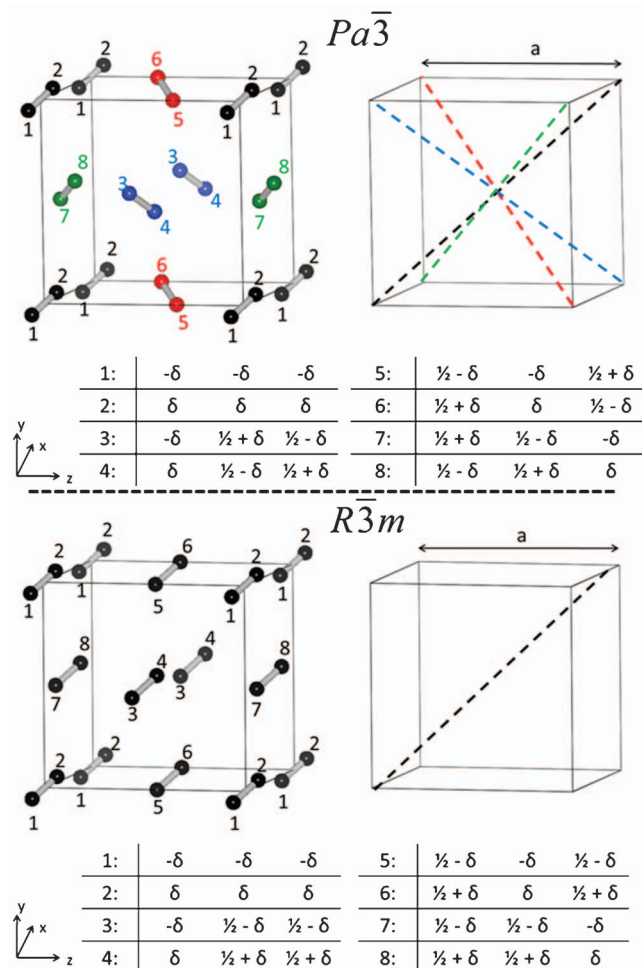 Pa3̅
2 2 6 2 2
1 1 5 1 1
a
8 3 8
3
7 4 4 7
2 2 6 2 2
1 1 5 1 1
1: -δ -δ -δ 5: ½ - δ -δ ½ + δ
2: δ δ δ 6: ½ + δ δ ½ - δ
3: -δ ½ + δ ½ - δ 7: ½ + δ ½ - δ -δ
4: δ ½ - δ ½ + δ 8: ½ - δ ½ + δ δ
y
x
z
R3̅m
2 2 6 2 2
1 1 5 1 1
a
8 4 4 8
7 3 3 7
2 2 6 2 2
1 1 5 1 1
1: -δ -δ -δ 5: ½ - δ -δ ½ - δ
2: δ δ δ 6: ½ + δ δ ½ + δ
3: -δ ½ - δ ½ - δ 7: ½ - δ ½ - δ -δ
4: δ ½ + δ ½ + δ 8: ½ + δ ½ + δ δ
y
x
z